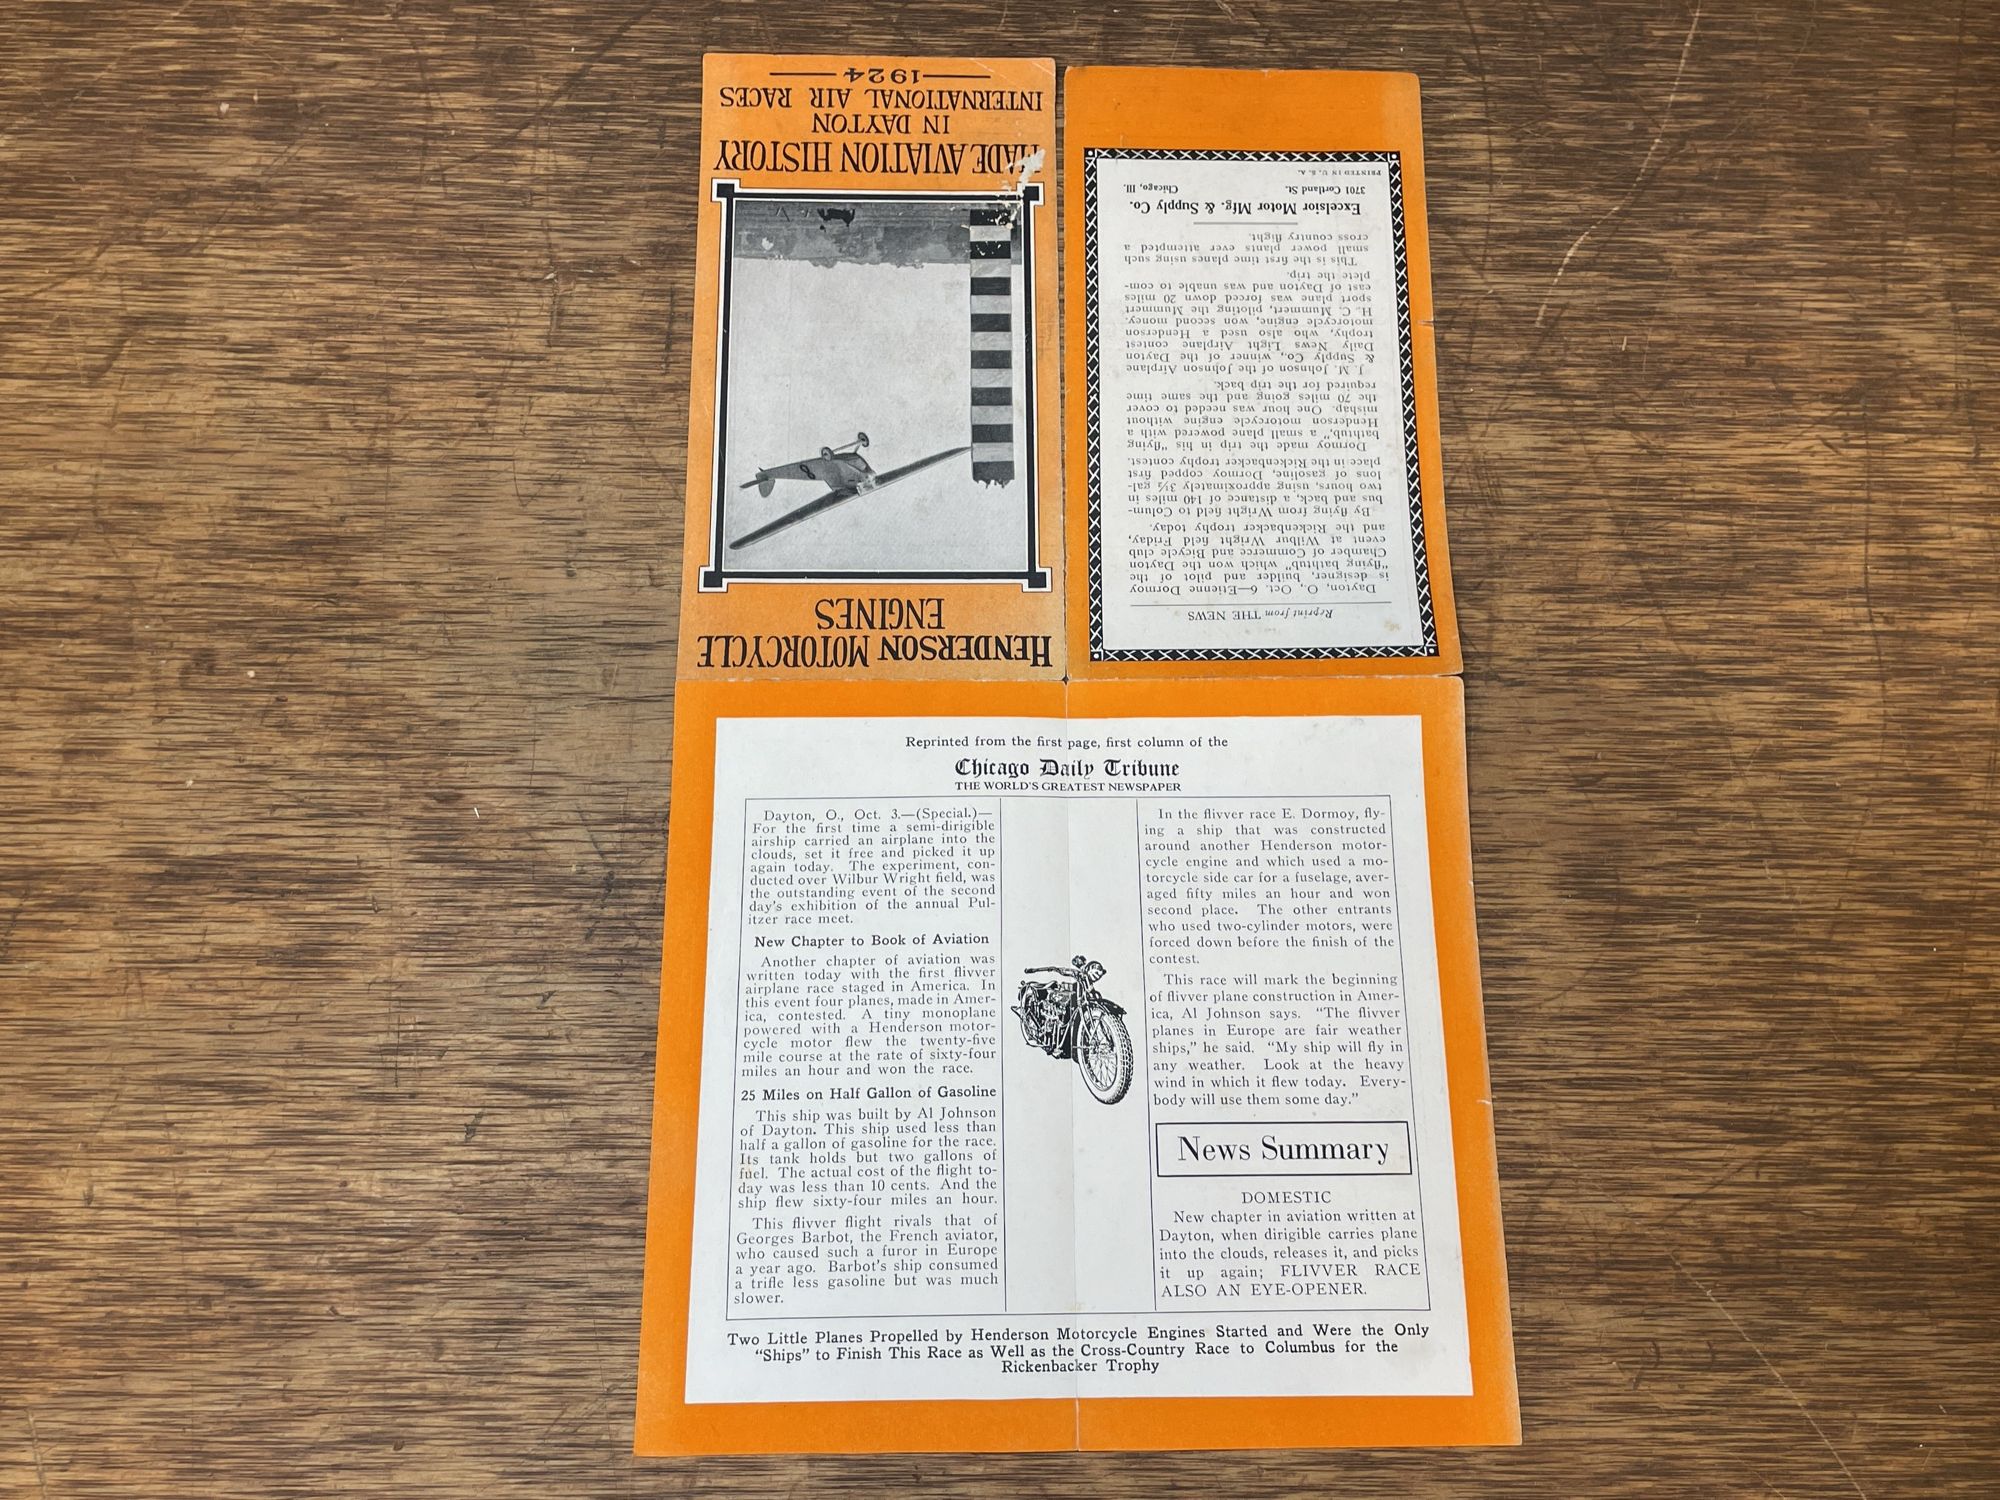 HENDERSON MOTORCYCLE
ENGINES
8
MADE AVIATION HISTORY
IN DAYTON
INTERNATIONAL AIR RACES
1924
Reprint from THE NEWS
Dayton, O., Oct. 6—Etienne Dormoy
is designer, builder and pilot of the
"flying bathtub" which won the Dayton
Chamber of Commerce and Bicycle club
event at Wilbur Wright field Friday,
and the Rickenbacker trophy today.
By flying from Wright field to Colum-
bus and back, a distance of 140 miles in
two hours, using approximately 3½ gal-
lons of gasoline, Dormoy copped first
place in the Rickenbacker trophy contest.
Dormoy made the trip in his "flying
bathtub," a small plane powered with a
Henderson motorcycle engine without
mishap. One hour was needed to cover
the 70 miles going and the same time
required for the trip back.
J. M. Johnson of the Johnson Airplane
& Supply Co., winner of the Dayton
Daily News Light Airplane contest
trophy, who also used a Henderson
motorcycle engine, won second money.
H. C. Mummert, piloting the Mummert
sport plane was forced down 20 miles
east of Dayton and was unable to com-
plete the trip.
This is the first time planes using such
small power plants ever attempted a
cross country flight.
Excelsior Motor Mfg. & Supply Co.
3701 Cortland St. Chicago, Ill.
PRINTED IN U. S. A.
Reprinted from the first page, first column of the
Chicago Daily Tribune
THE WORLD'S GREATEST NEWSPAPER
Dayton, O., Oct. 3.—(Special.)—
For the first time a semi-dirigible
airship carried an airplane into the
clouds, set it free and picked it up
again today. The experiment, con-
ducted over Wilbur Wright field, was
the outstanding event of the second
day's exhibition of the annual Pul-
itzer race meet.
New Chapter to Book of Aviation
Another chapter of aviation was
written today with the first flivver
airplane race staged in America. In
this event four planes, made in Amer-
ica, contested. A tiny monoplane
powered with a Henderson motor-
cycle motor flew the twenty-five
mile course at the rate of sixty-four
miles an hour and won the race.
25 Miles on Half Gallon of Gasoline
This ship was built by Al Johnson
of Dayton. This ship used less than
half a gallon of gasoline for the race.
Its tank holds but two gallons of
fuel. The actual cost of the flight to-
day was less than 10 cents. And the
ship flew sixty-four miles an hour.
This flivver flight rivals that of
Georges Barbot, the French aviator,
who caused such a furor in Europe
a year ago. Barbot's ship consumed
a trifle less gasoline but was much
slower.
In the flivver race E. Dormoy, fly-
ing a ship that was constructed
around another Henderson motor-
cycle engine and which used a mo-
torcycle side car for a fuselage, aver-
aged fifty miles an hour and won
second place. The other entrants
who used two-cylinder motors, were
forced down before the finish of the
contest.
This race will mark the beginning
of flivver plane construction in Amer-
ica, Al Johnson says. "The flivver
planes in Europe are fair weather
ships," he said. "My ship will fly in
any weather. Look at the heavy
wind in which it flew today. Every-
body will use them some day."
News Summary
DOMESTIC
New chapter in aviation written at
Dayton, when dirigible carries plane
into the clouds, releases it, and picks
it up again; FLIVVER RACE
ALSO AN EYE-OPENER.
Two Little Planes Propelled by Henderson Motorcycle Engines Started and Were the Only
"Ships" to Finish This Race as Well as the Cross-Country Race to Columbus for the
Rickenbacker Trophy